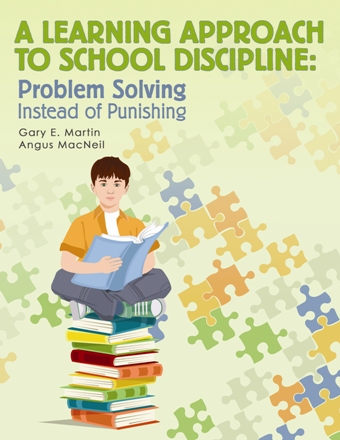 A LEARNING APPROACH
TO SCHOOL DISCIPLINE:
Problem Solving
Instead of Punishing
Gary E. Martin
Angus MacNeil